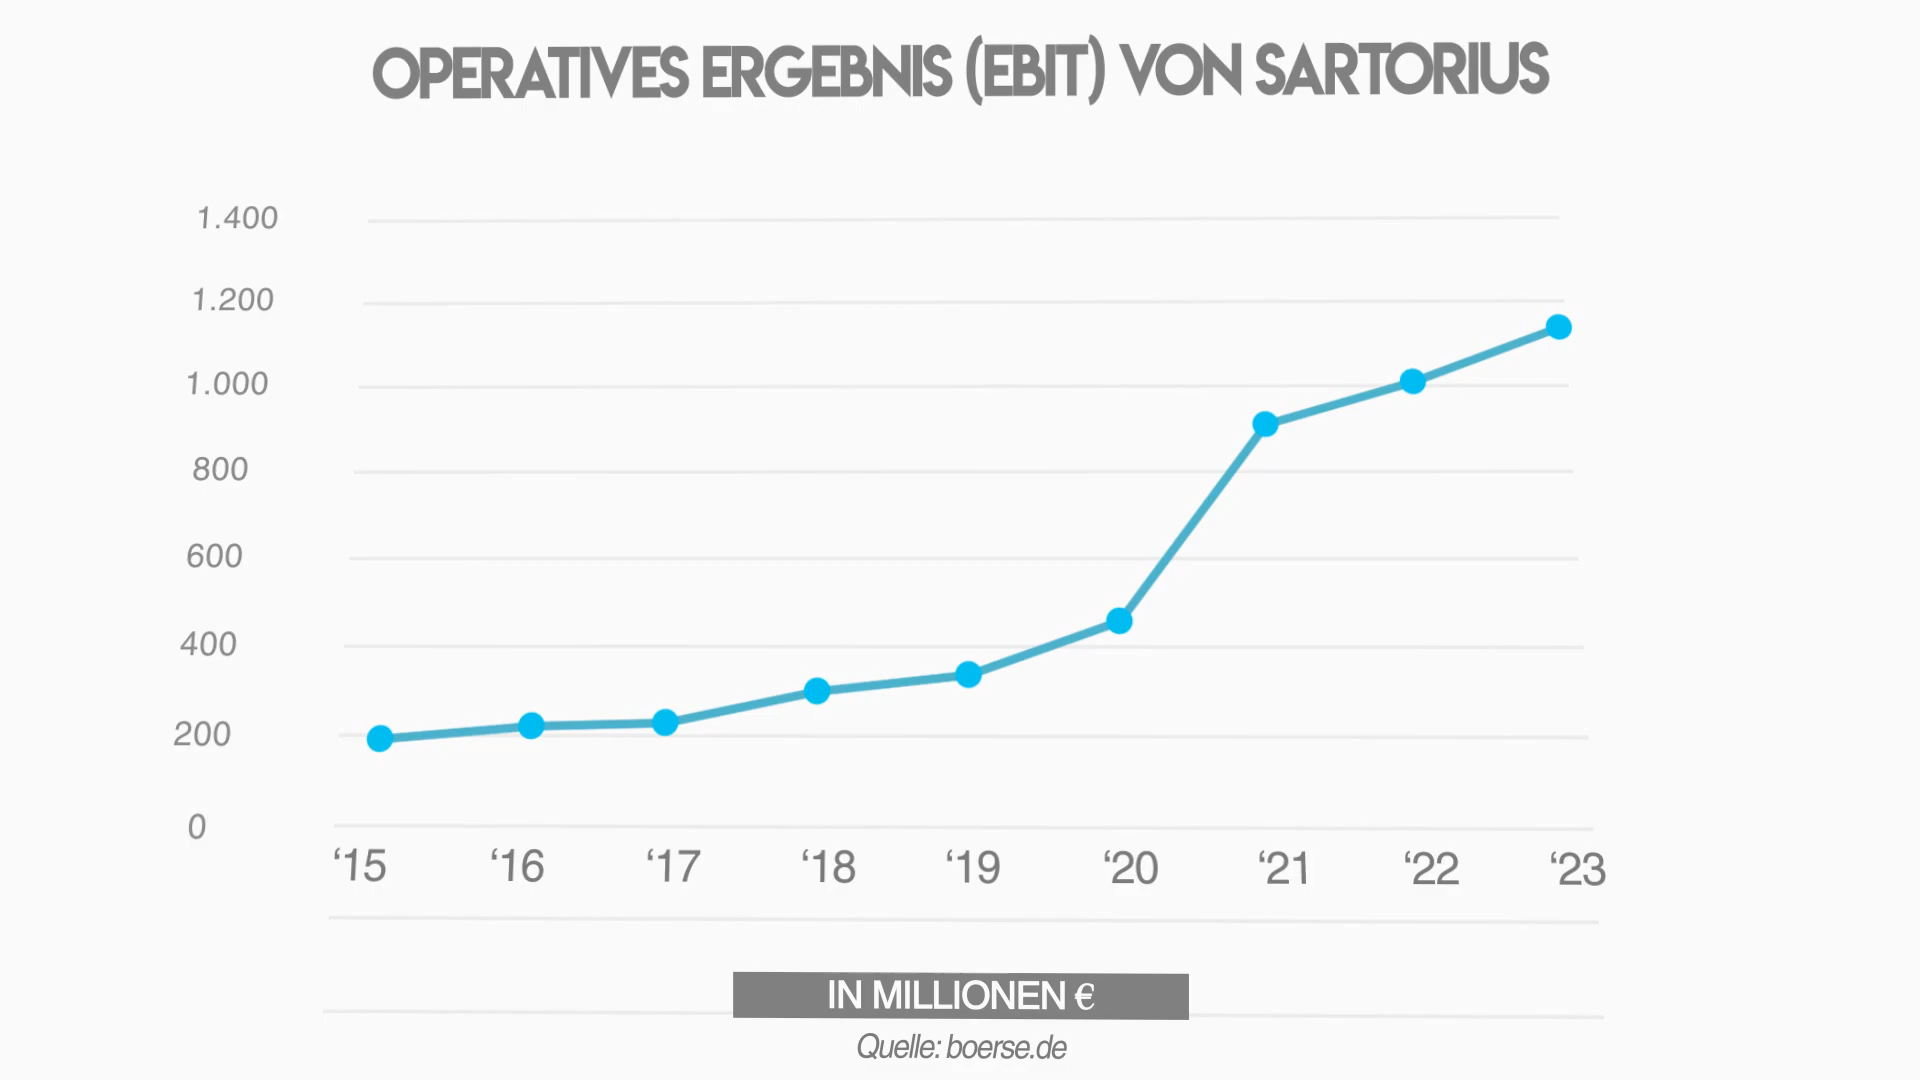 OPERATIVES ERGEBNIS (EBIT) VON SARTORIUS
1.400
1.200
1.000
800
600
400
200
0
‘15 ‘16 ‘17 ‘18 ‘19 ‘20 ‘21 ‘22 ‘23
IN MILLIONEN €
Quelle: boerse.de